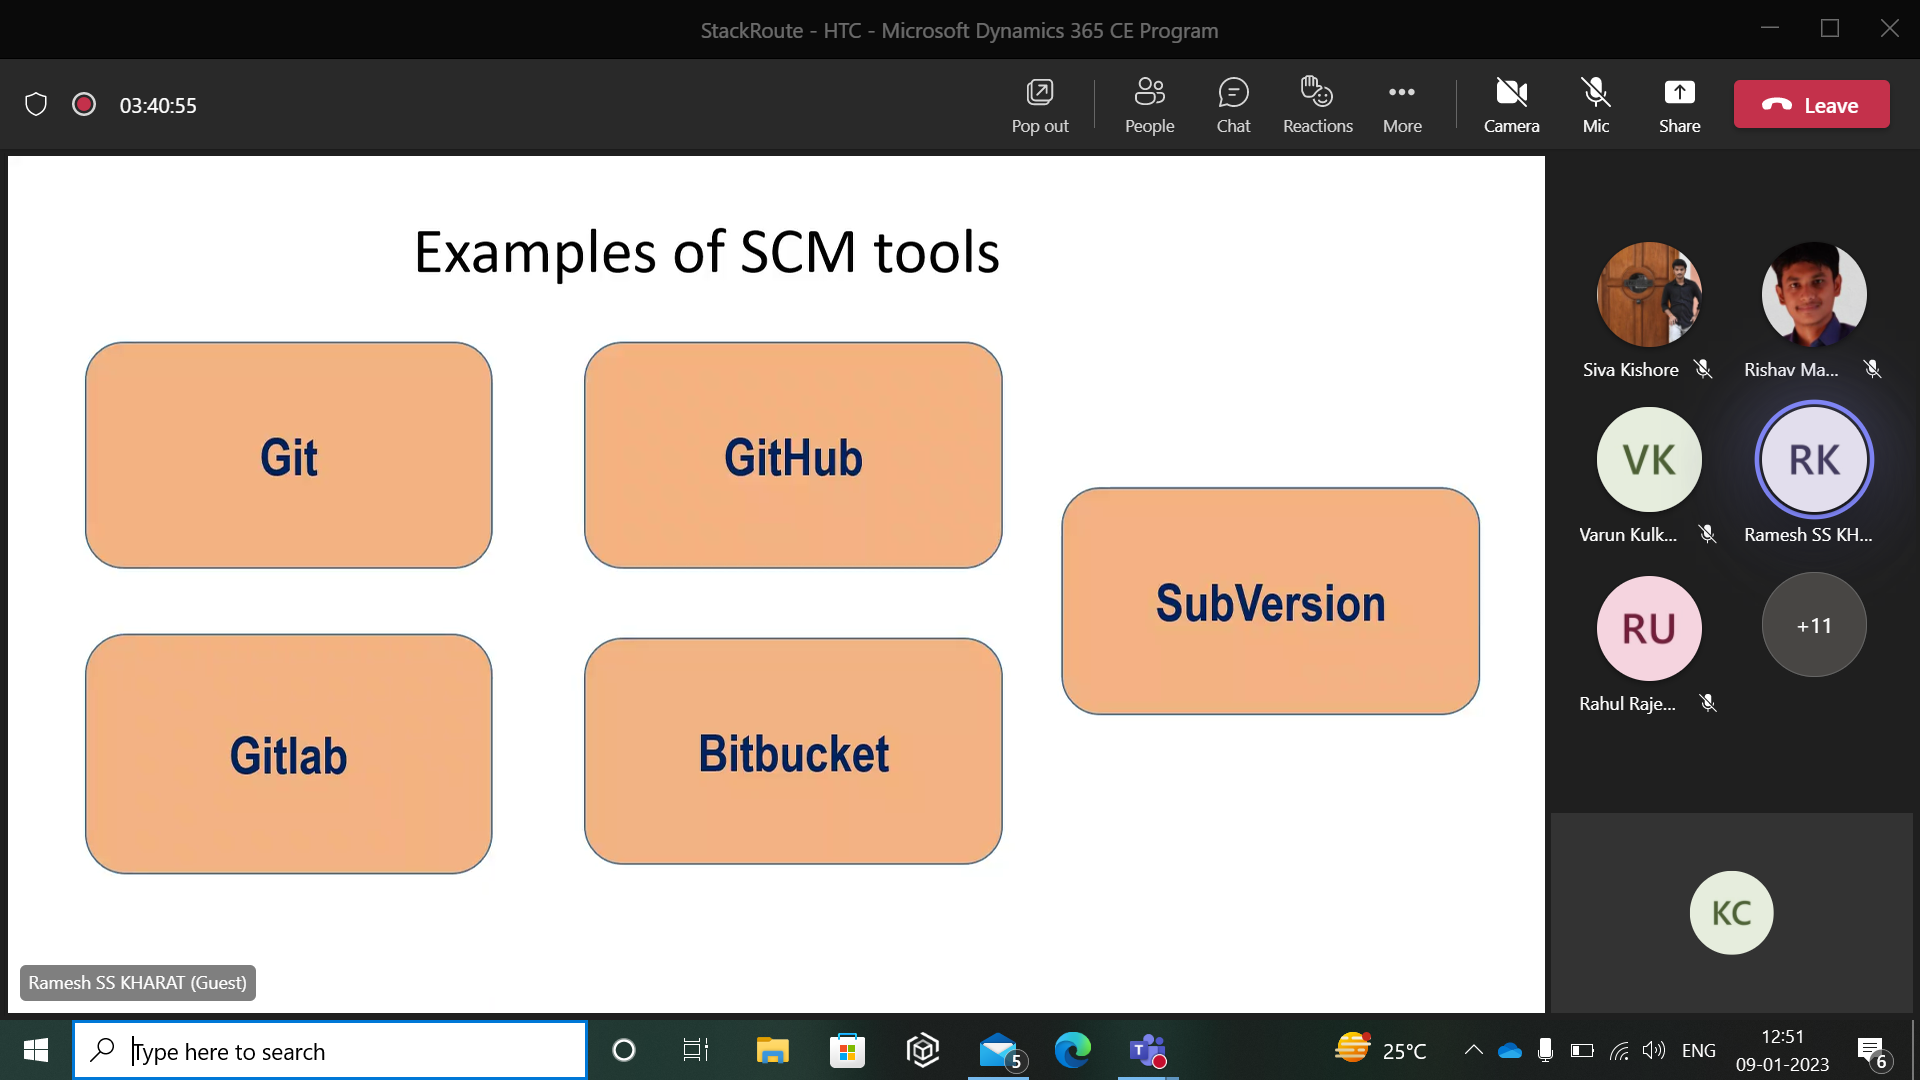 StackRoute - HTC - Microsoft Dynamics 365 CE Program
03:40:55
Pop out
People
Chat
Reactions
More
Camera
Mic
Share
Leave
Examples of SCM tools
Git
GitHub
SubVersion
Gitlab
Bitbucket
Ramesh SS KHARAT (Guest)
Siva Kishore
Rishav Ma...
VK
RK
Varun Kulk...
Ramesh SS KH...
RU
+11
Rahul Raje...
KC
Type here to search
5
T
25°C
ENG
12:51
09-01-2023
6